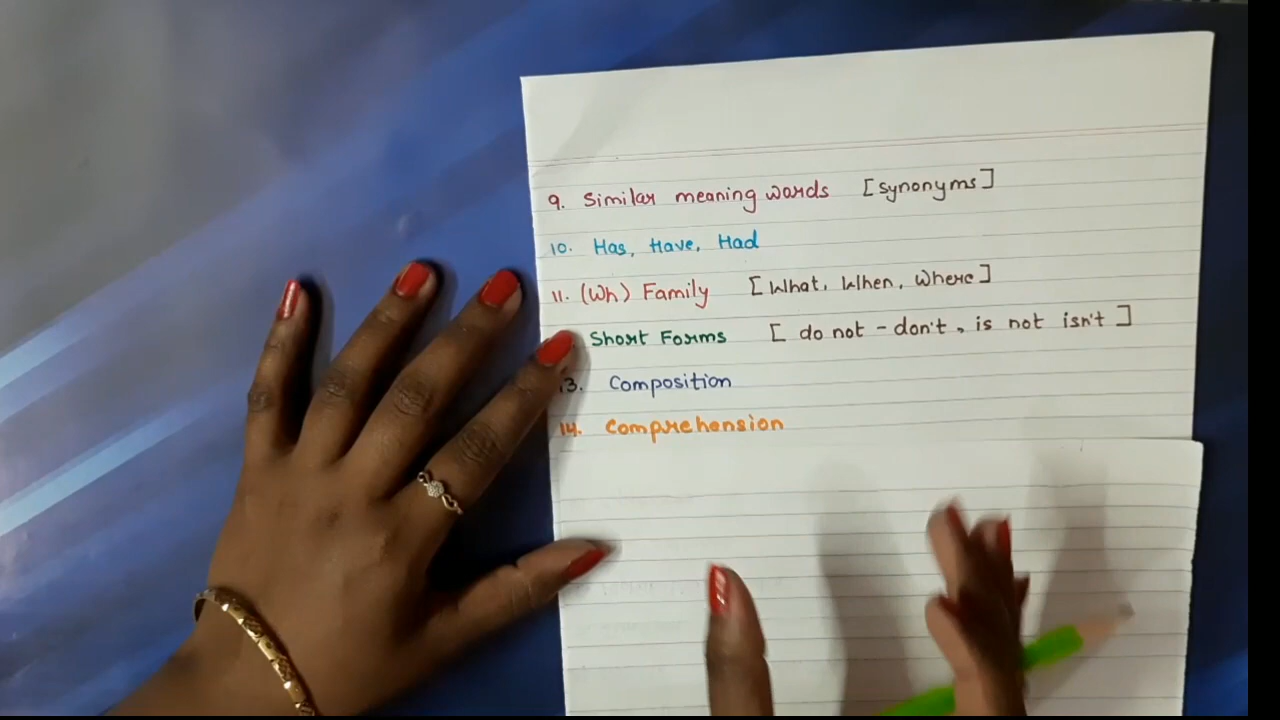 9. Similar meaning words [synonyms]
10. Has, Have, Had
11. (Wh) Family [What, When, Where]
Short Forms [ do not - don't, is not isn't ]
13. Composition
14. Comprehension